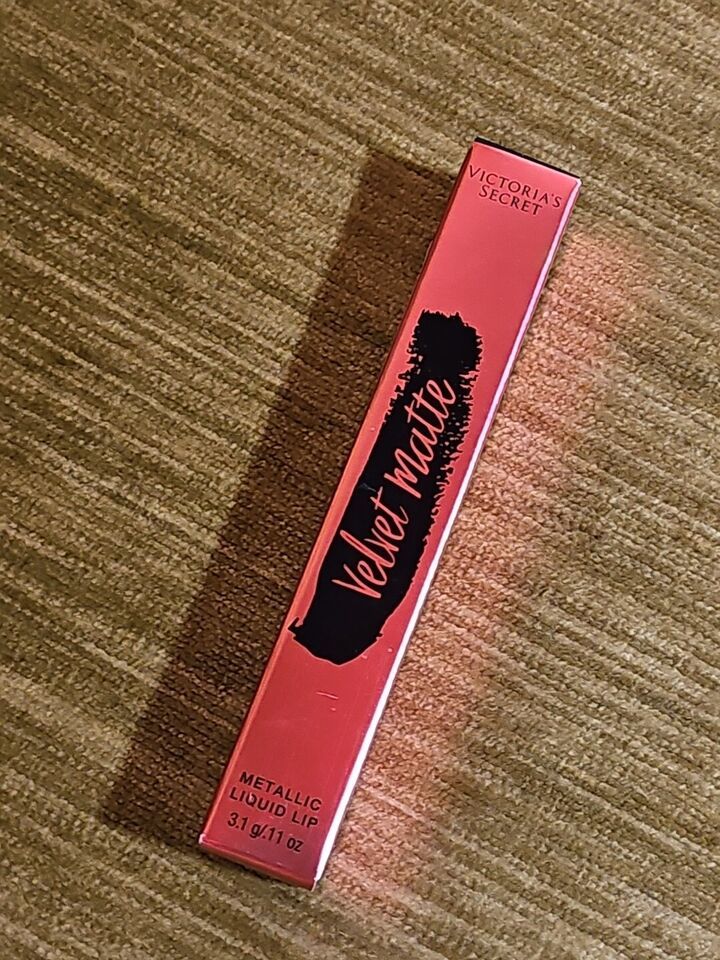 VICTORIA'S
SECRET
Velvet Matte
METALLIC
LIQUID LIP
3.1 g/.11 oz